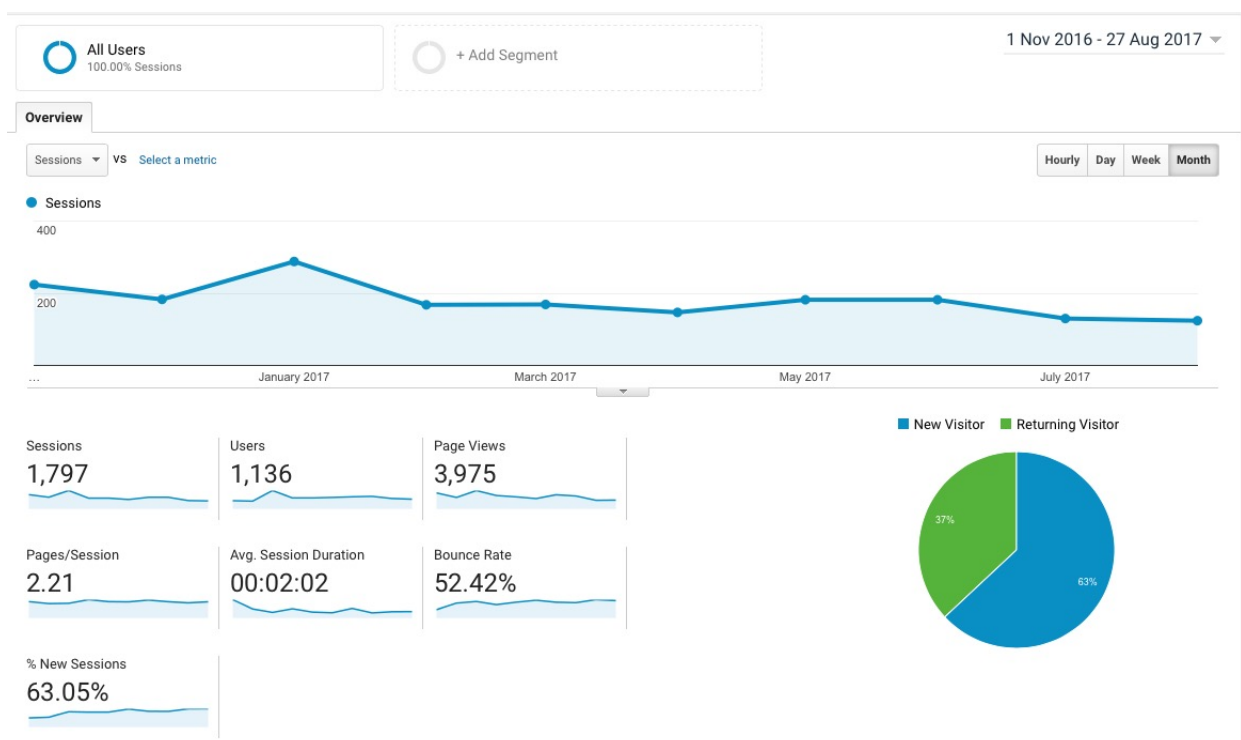 All Users
100.00% Sessions
+ Add Segment
1 Nov 2016 - 27 Aug 2017
Overview
Sessions VS Select a metric
Hourly Day Week Month
Sessions
400
200
... January 2017 March 2017 May 2017 July 2017
New Visitor Returning Visitor
Sessions
1,797
Users
1,136
Page Views
3,975
37%
63%
Pages/Session
2.21
Avg. Session Duration
00:02:02
Bounce Rate
52.42%
% New Sessions
63.05%